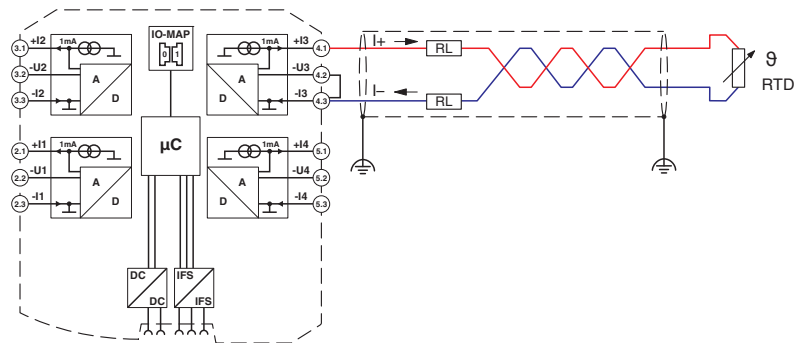 +I2
3.1
1mA
-U2
3.2
A
-I2
3.3
D
IO-MAP
0 1
+I3
4.1
1mA
-U3
4.2
A
-I3
4.3
D
I+
RL
I–
RL
ϑ
RTD
µC
+I1
2.1
1mA
-U1
2.2
A
-I1
2.3
D
+I4
5.1
1mA
-U4
5.2
A
-I4
5.3
D
DC
DC
IFS
IFS